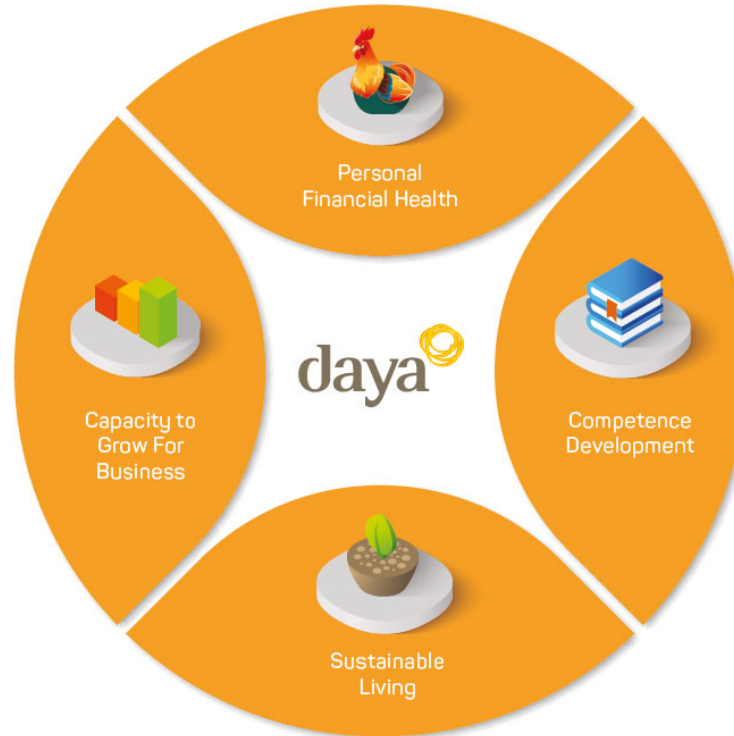 Personal
Financial Health
daya
Capacity to
Grow For
Business
Competence
Development
Sustainable
Living